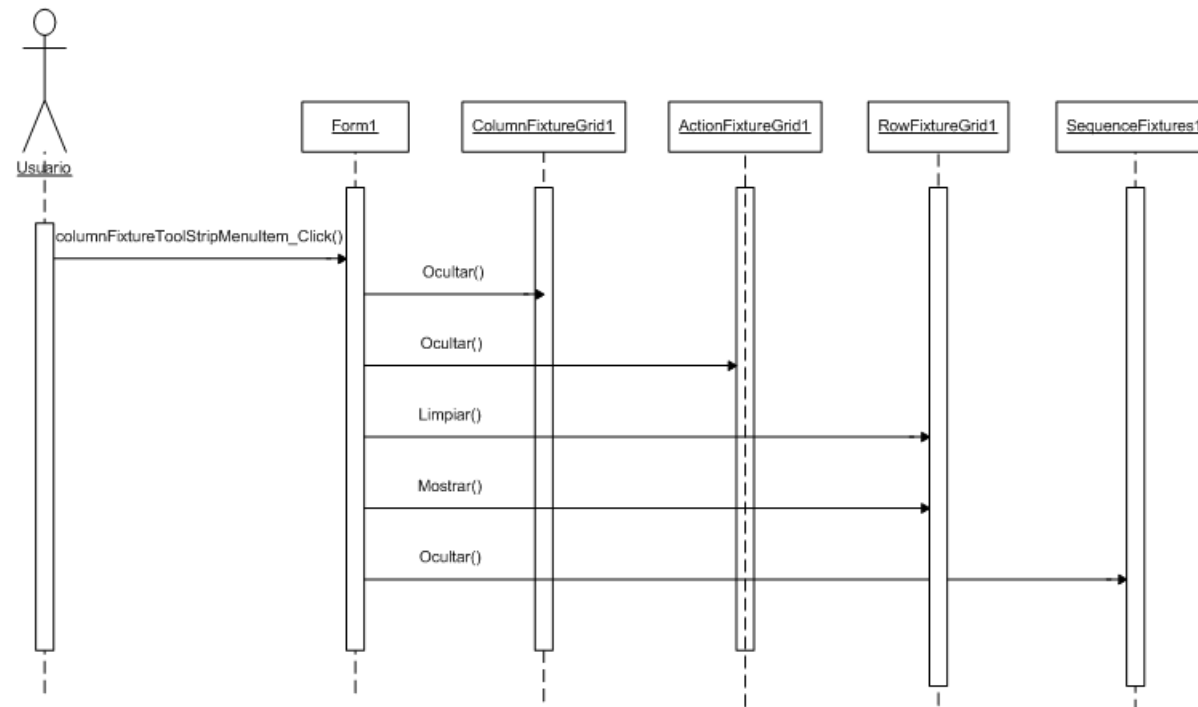 Form1
ColumnFixtureGrid1
ActionFixtureGrid1
RowFixtureGrid1
SequenceFixtures1
Usuario
columnFixtureToolStripMenuItem_Click()
Ocultar()
Ocultar()
Limpiar()
Mostrar()
Ocultar()